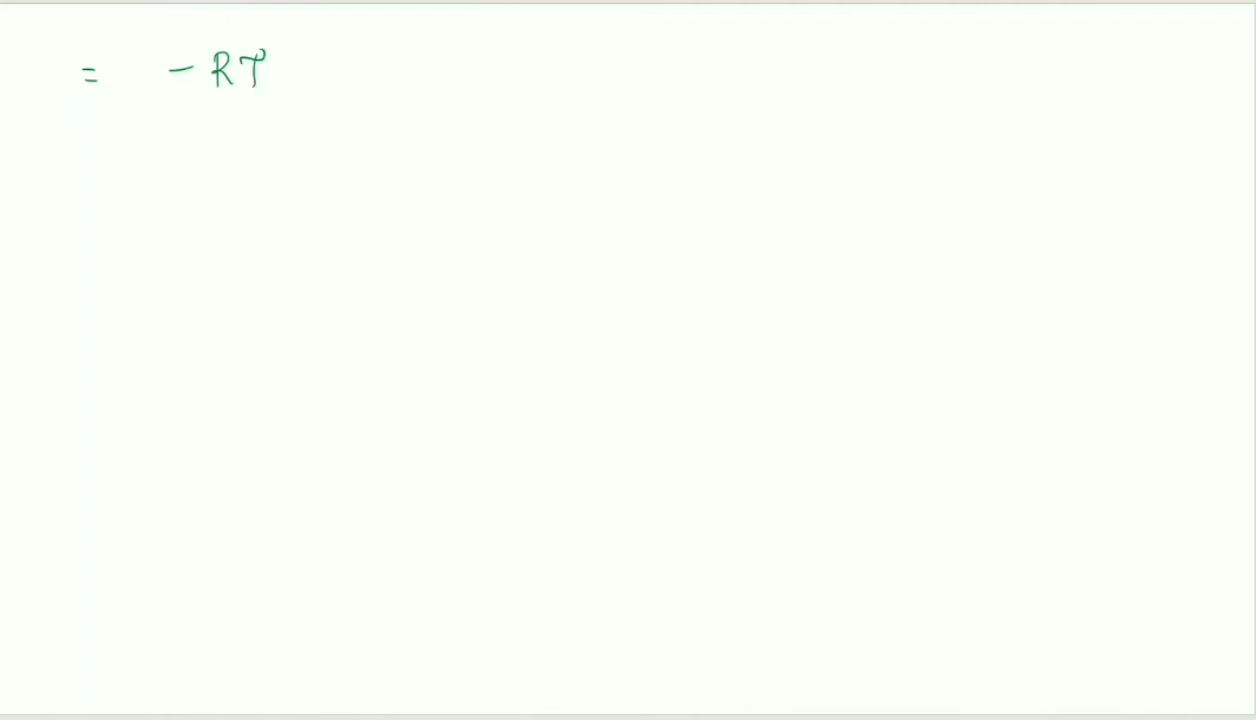 = - RT